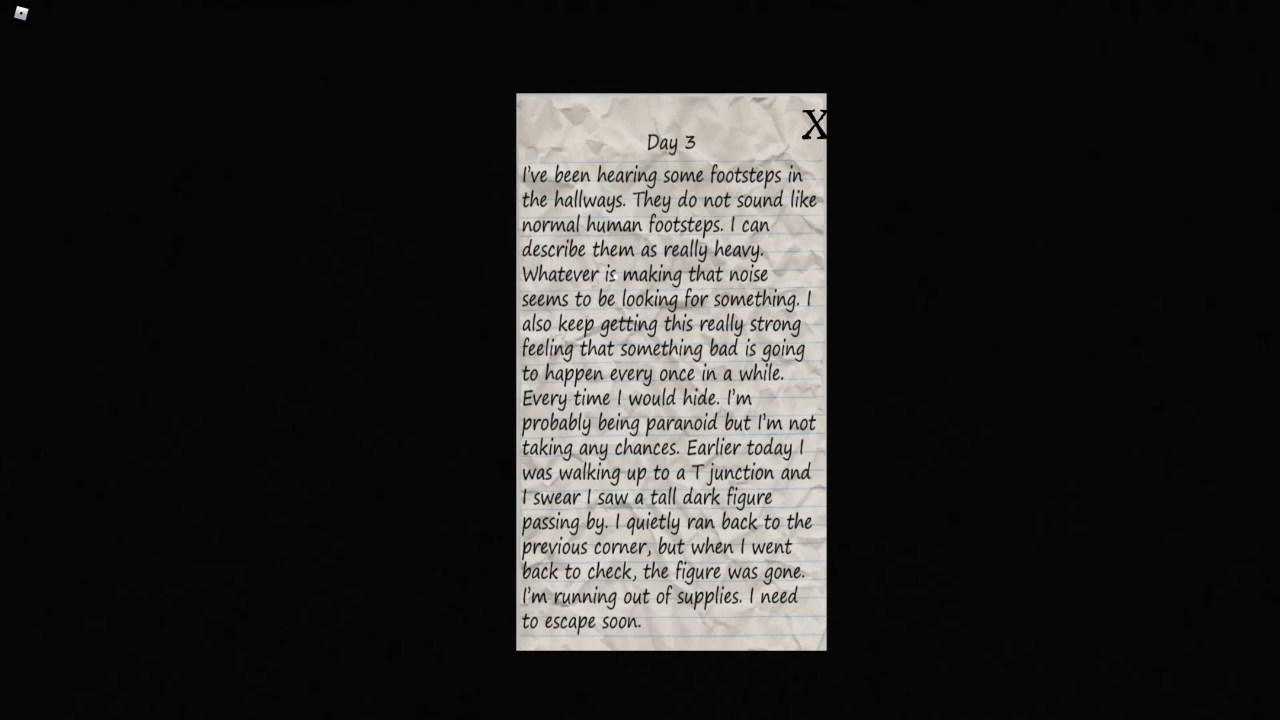 X
Day 3
I've been hearing some footsteps in
the hallways. They do not sound like
normal human footsteps. I can
describe them as really heavy.
Whatever is making that noise
seems to be looking for something. I
also keep getting this really strong
feeling that something bad is going
to happen every once in a while.
Every time I would hide. I'm
probably being paranoid but I'm not
taking any chances. Earlier today I
was walking up to a T junction and
I swear I saw a tall dark figure
passing by. I quietly ran back to the
previous corner, but when I went
back to check, the figure was gone.
I'm running out of supplies. I need
to escape soon.